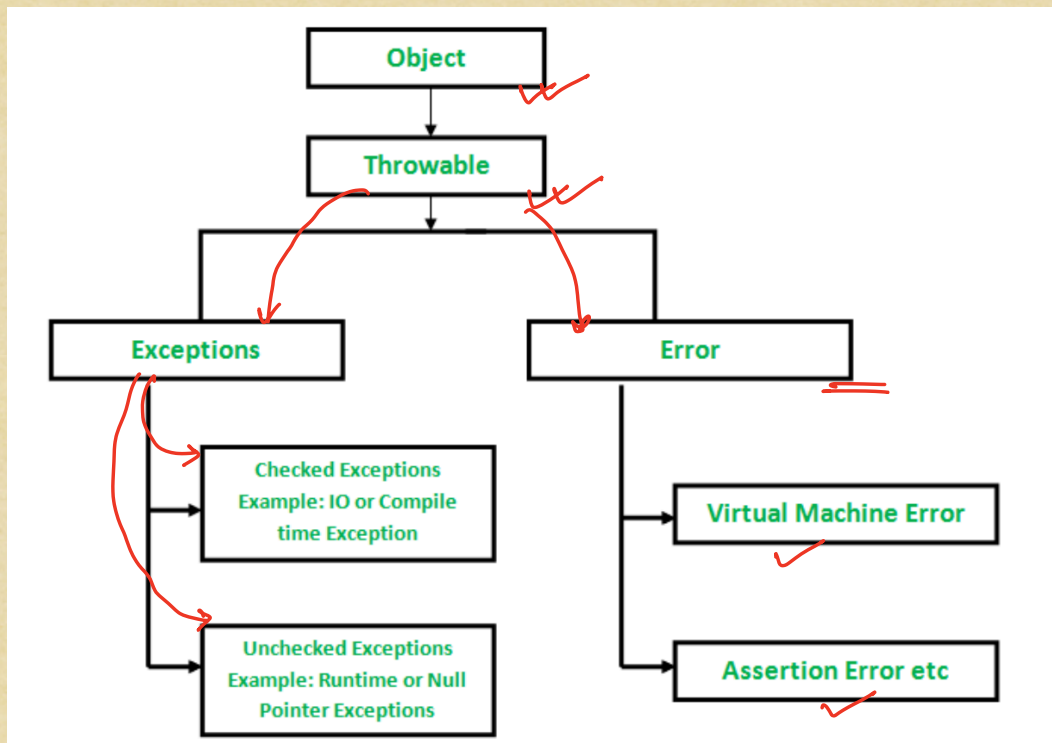 Object
Throwable
Exceptions
Error
Checked Exceptions
Example: IO or Compile
time Exception
Virtual Machine Error
Unchecked Exceptions
Example: Runtime or Null
Pointer Exceptions
Assertion Error etc